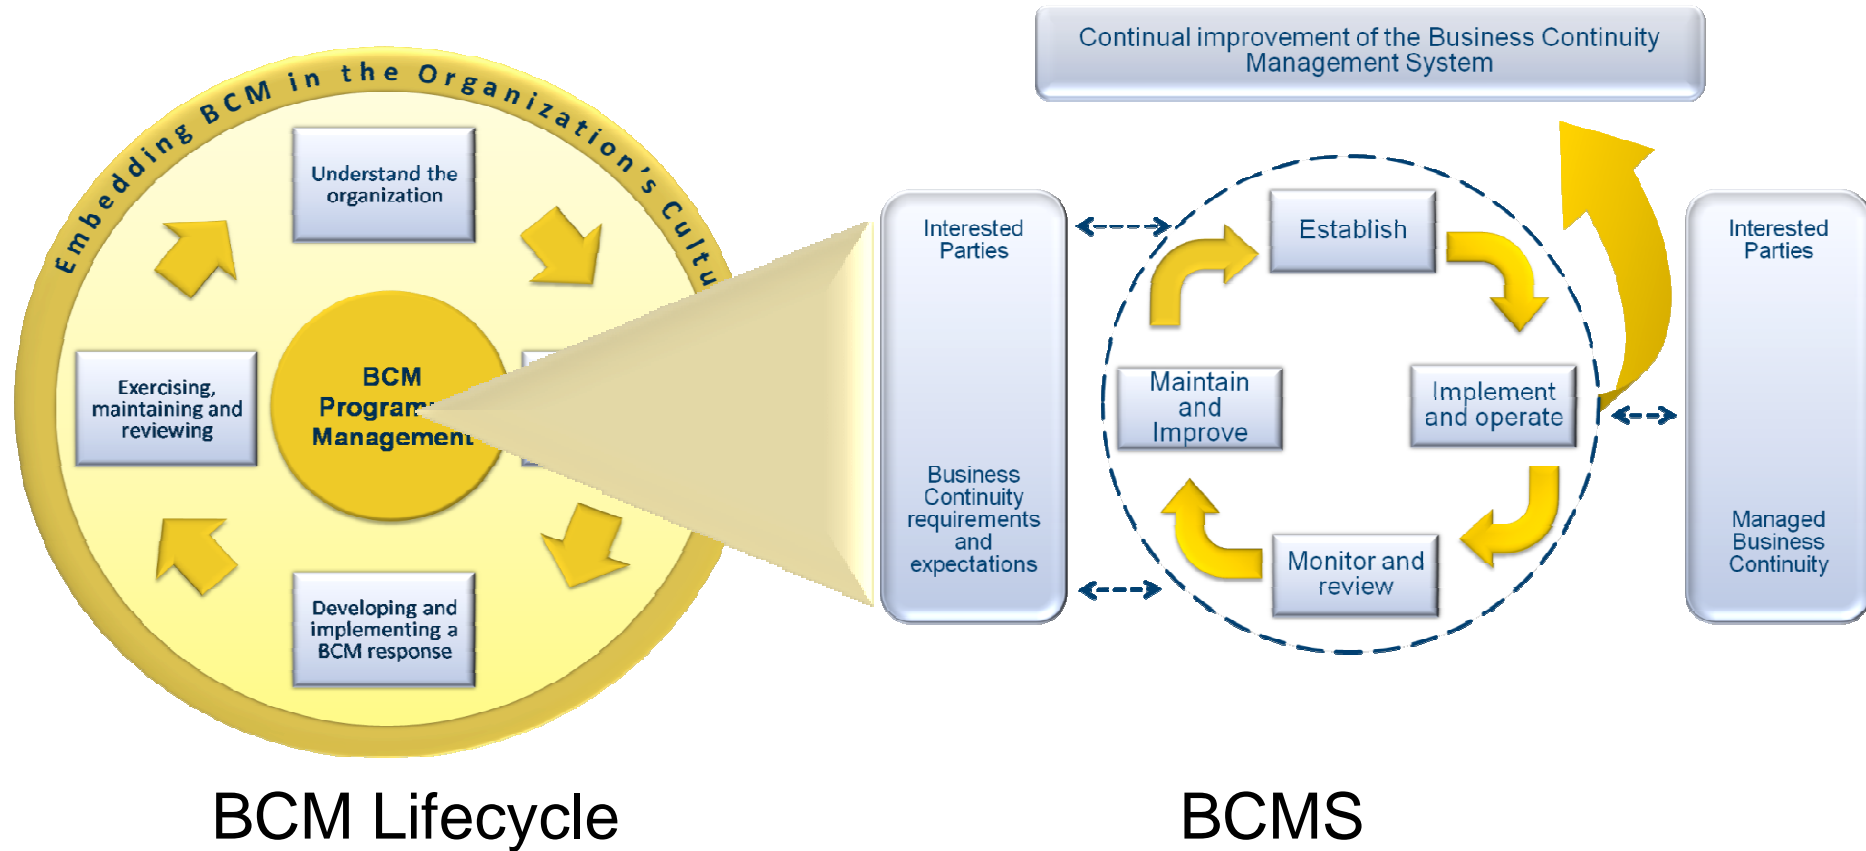 Embedding BCM in the Organization's
Understand the
organization
Exercising,
maintaining and
reviewing
BCM
Management
Developing and
implementing a
BCM response
BCM Lifecycle
Continual improvement of the Business Continuity
Management System
Interested
Parties
Business
Continuity
requirements
and
expectations
Establish
Implement
and operate
Monitor and
review
Maintain
and
Improve
Interested
Parties
Managed
Business
Continuity
BCMS